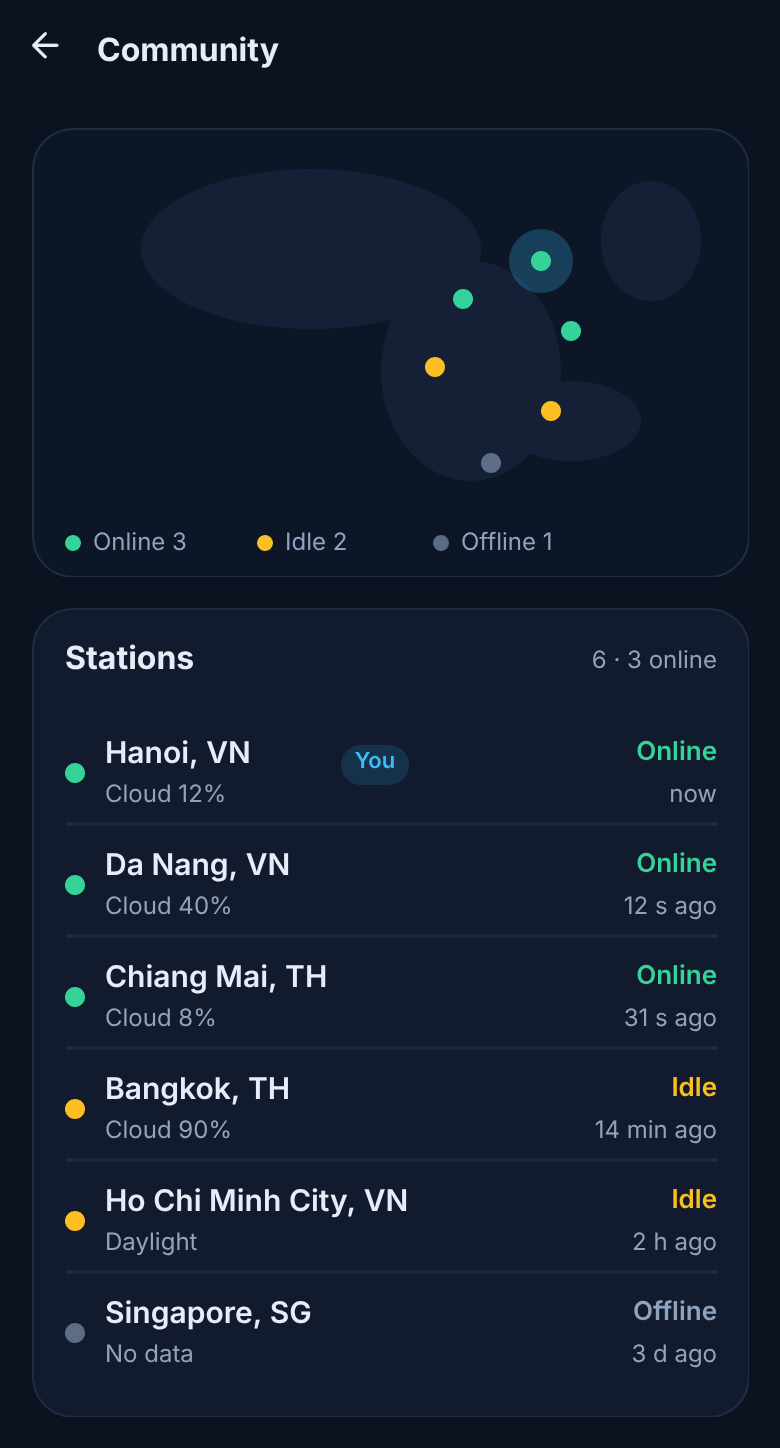 Community
Online 3
Idle 2
Offline 1
Stations
6 · 3 online
Hanoi, VN
You
Online
Cloud 12%
now
Da Nang, VN
Online
Cloud 40%
12 s ago
Chiang Mai, TH
Online
Cloud 8%
31 s ago
Bangkok, TH
Idle
Cloud 90%
14 min ago
Ho Chi Minh City, VN
Idle
Daylight
2 h ago
Singapore, SG
Offline
No data
3 d ago